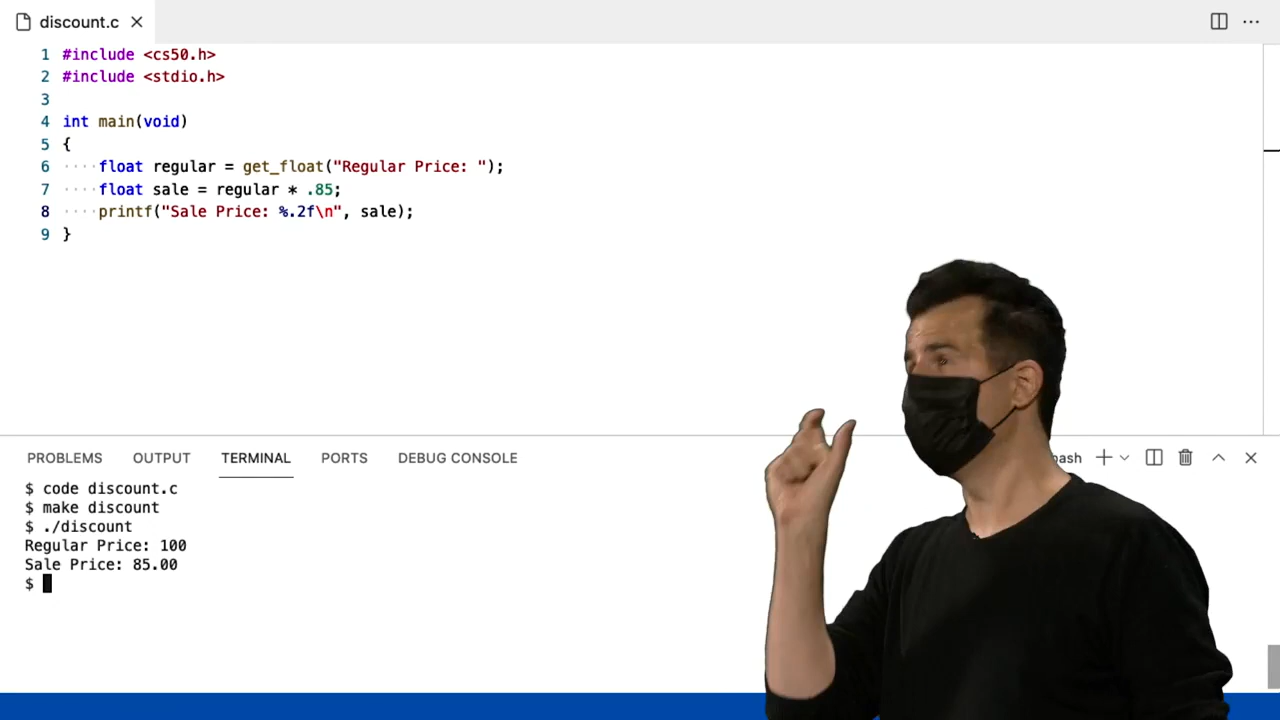 discount.c
1 #include <cs50.h>
2 #include <stdio.h>
3
4 int main(void)
5 {
6 ····float regular = get_float("Regular Price: ");
7 ····float sale = regular * .85;
8 ····printf("Sale Price: %.2f\n", sale);
9 }
PROBLEMS OUTPUT TERMINAL PORTS DEBUG CONSOLE
$ code discount.c
$ make discount
$ ./discount
Regular Price: 100
Sale Price: 85.00
$